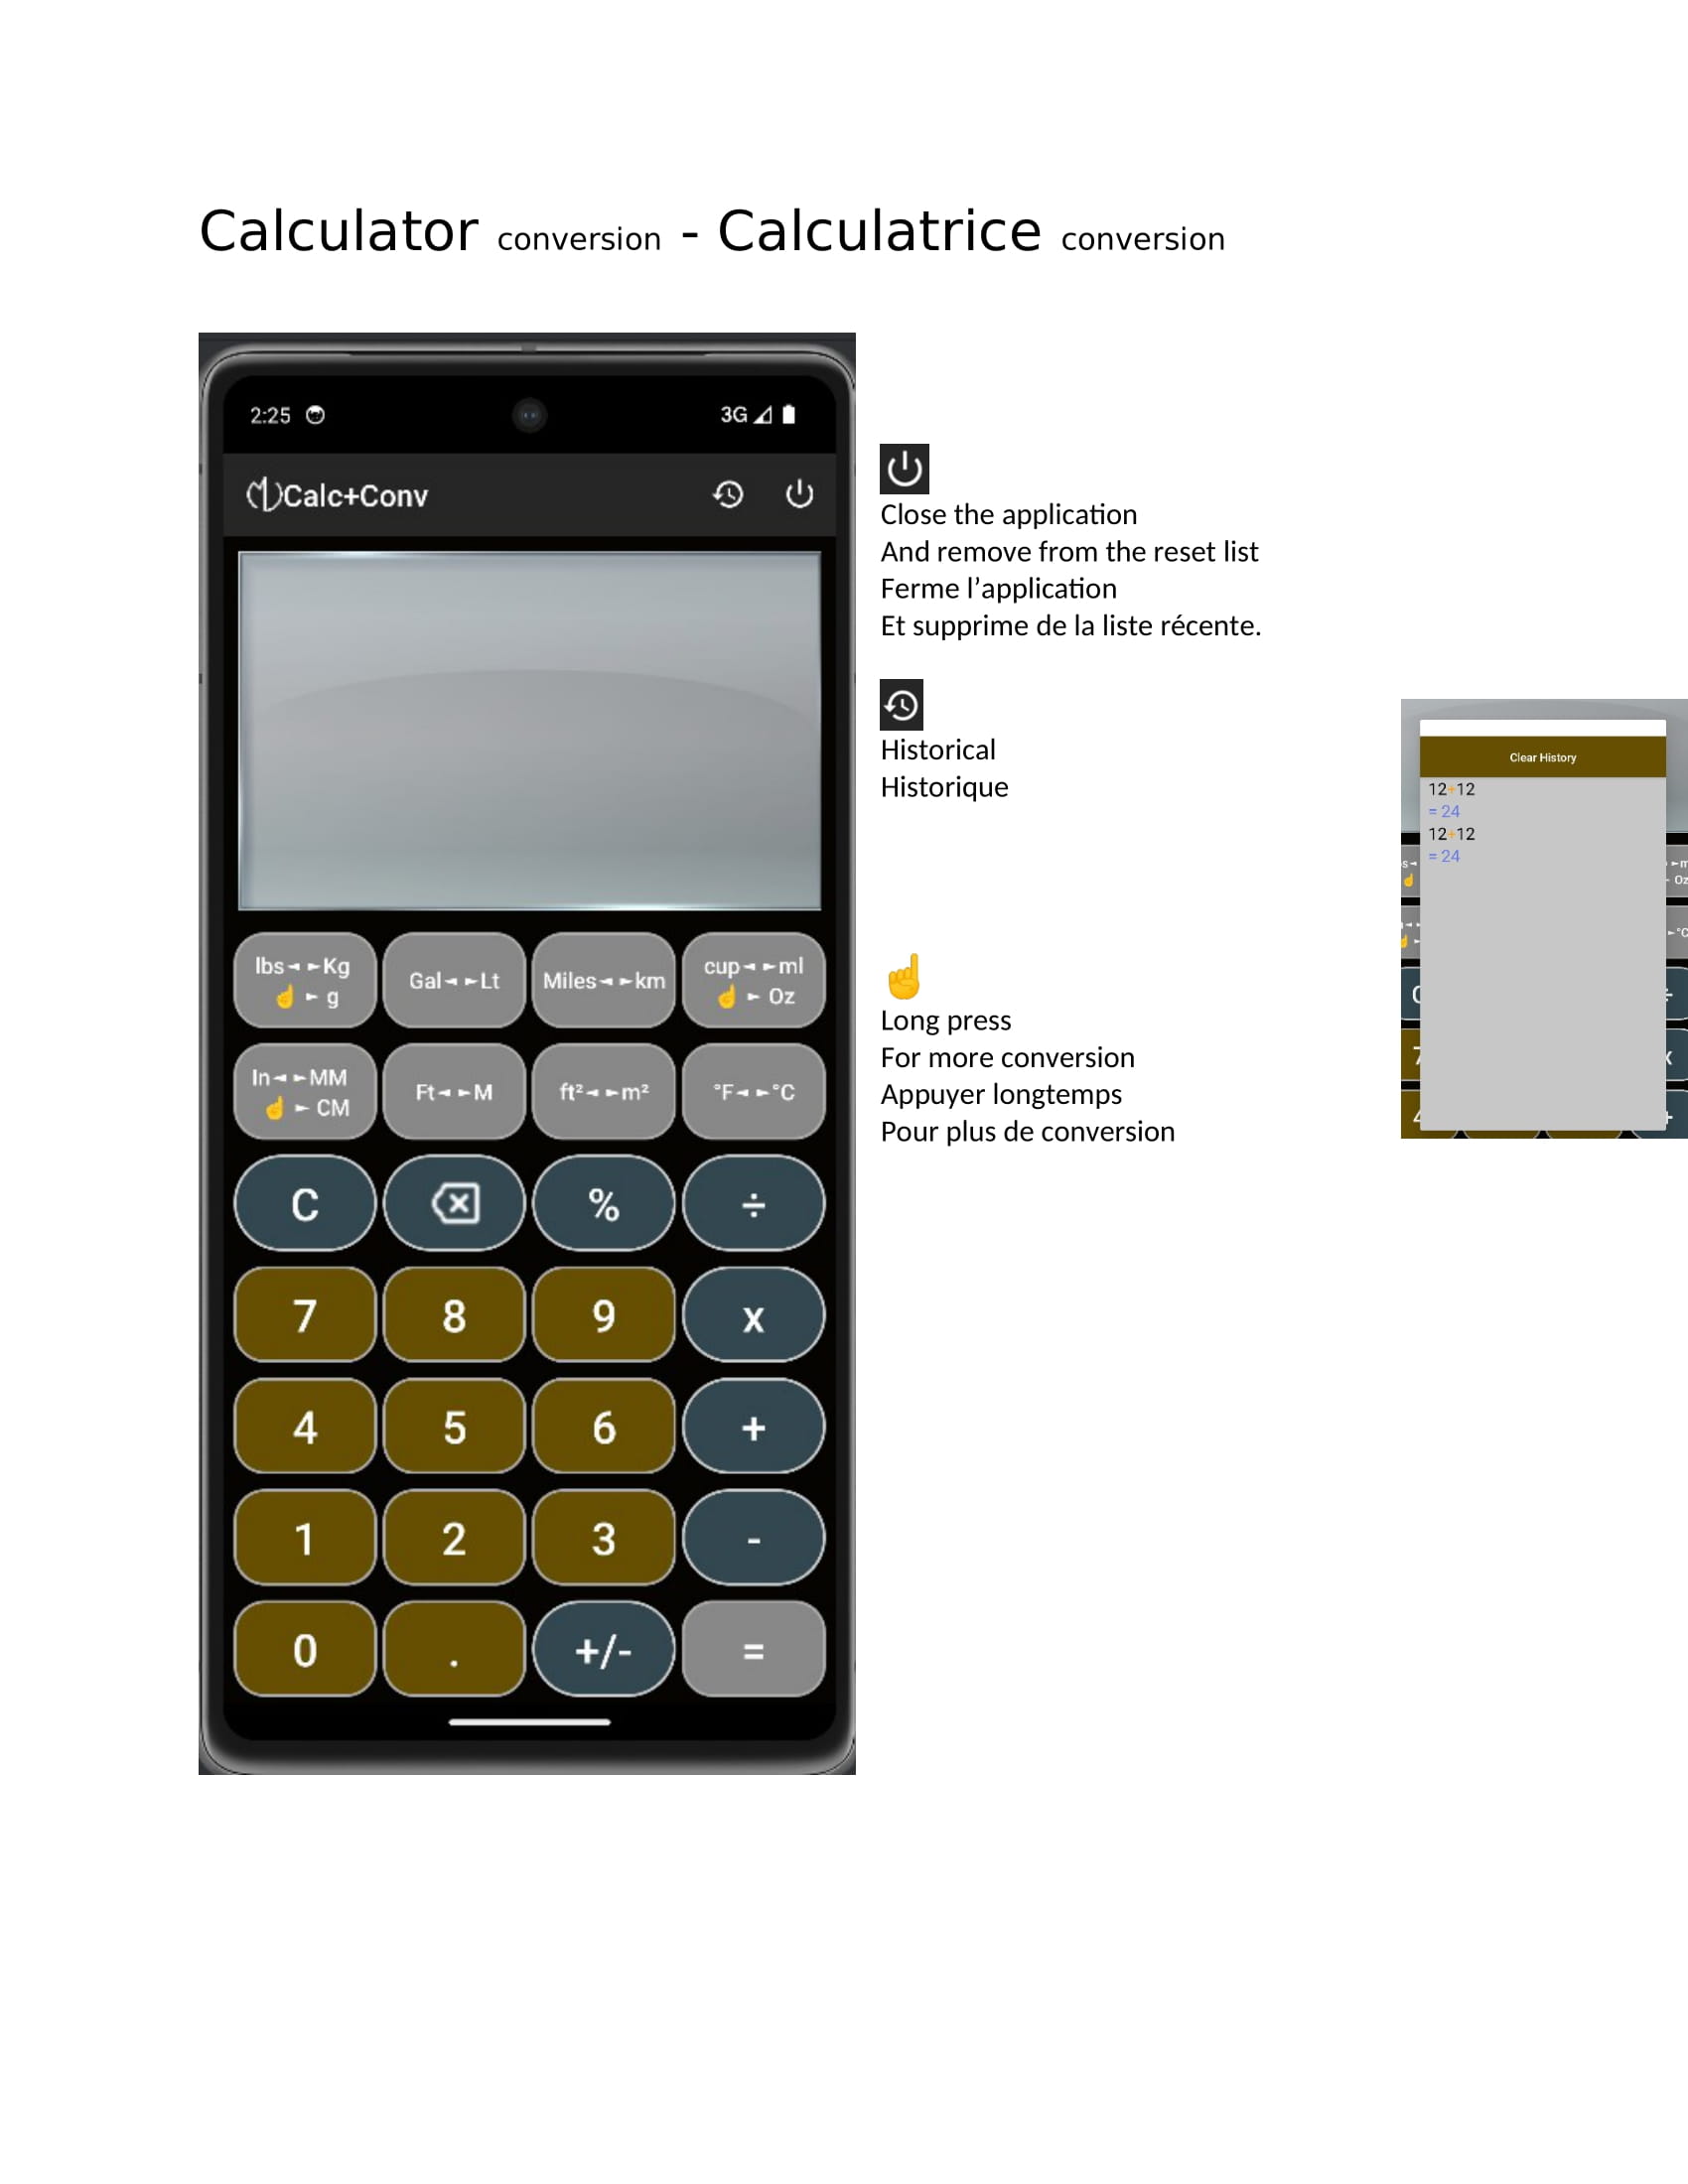 Calculator conversion - Calculatrice conversion
2:25 3G
Calc+Conv
lbs◄ ►Kg
☝ ► g
Gal◄ ►Lt
Miles◄ ►km
cup◄ ►ml
☝ ► Oz
In◄ ►MM
☝ ► CM
Ft◄ ►M
ft²◄ ►m²
°F◄ ►°C
C
%
÷
7
8
9
x
4
5
6
+
1
2
3
-
0
.
+/-
=
Close the application
And remove from the reset list
Ferme l’application
Et supprime de la liste récente.
Historical
Historique
☝
Long press
For more conversion
Appuyer longtemps
Pour plus de conversion
Clear History
12+12
= 24
12+12
= 24